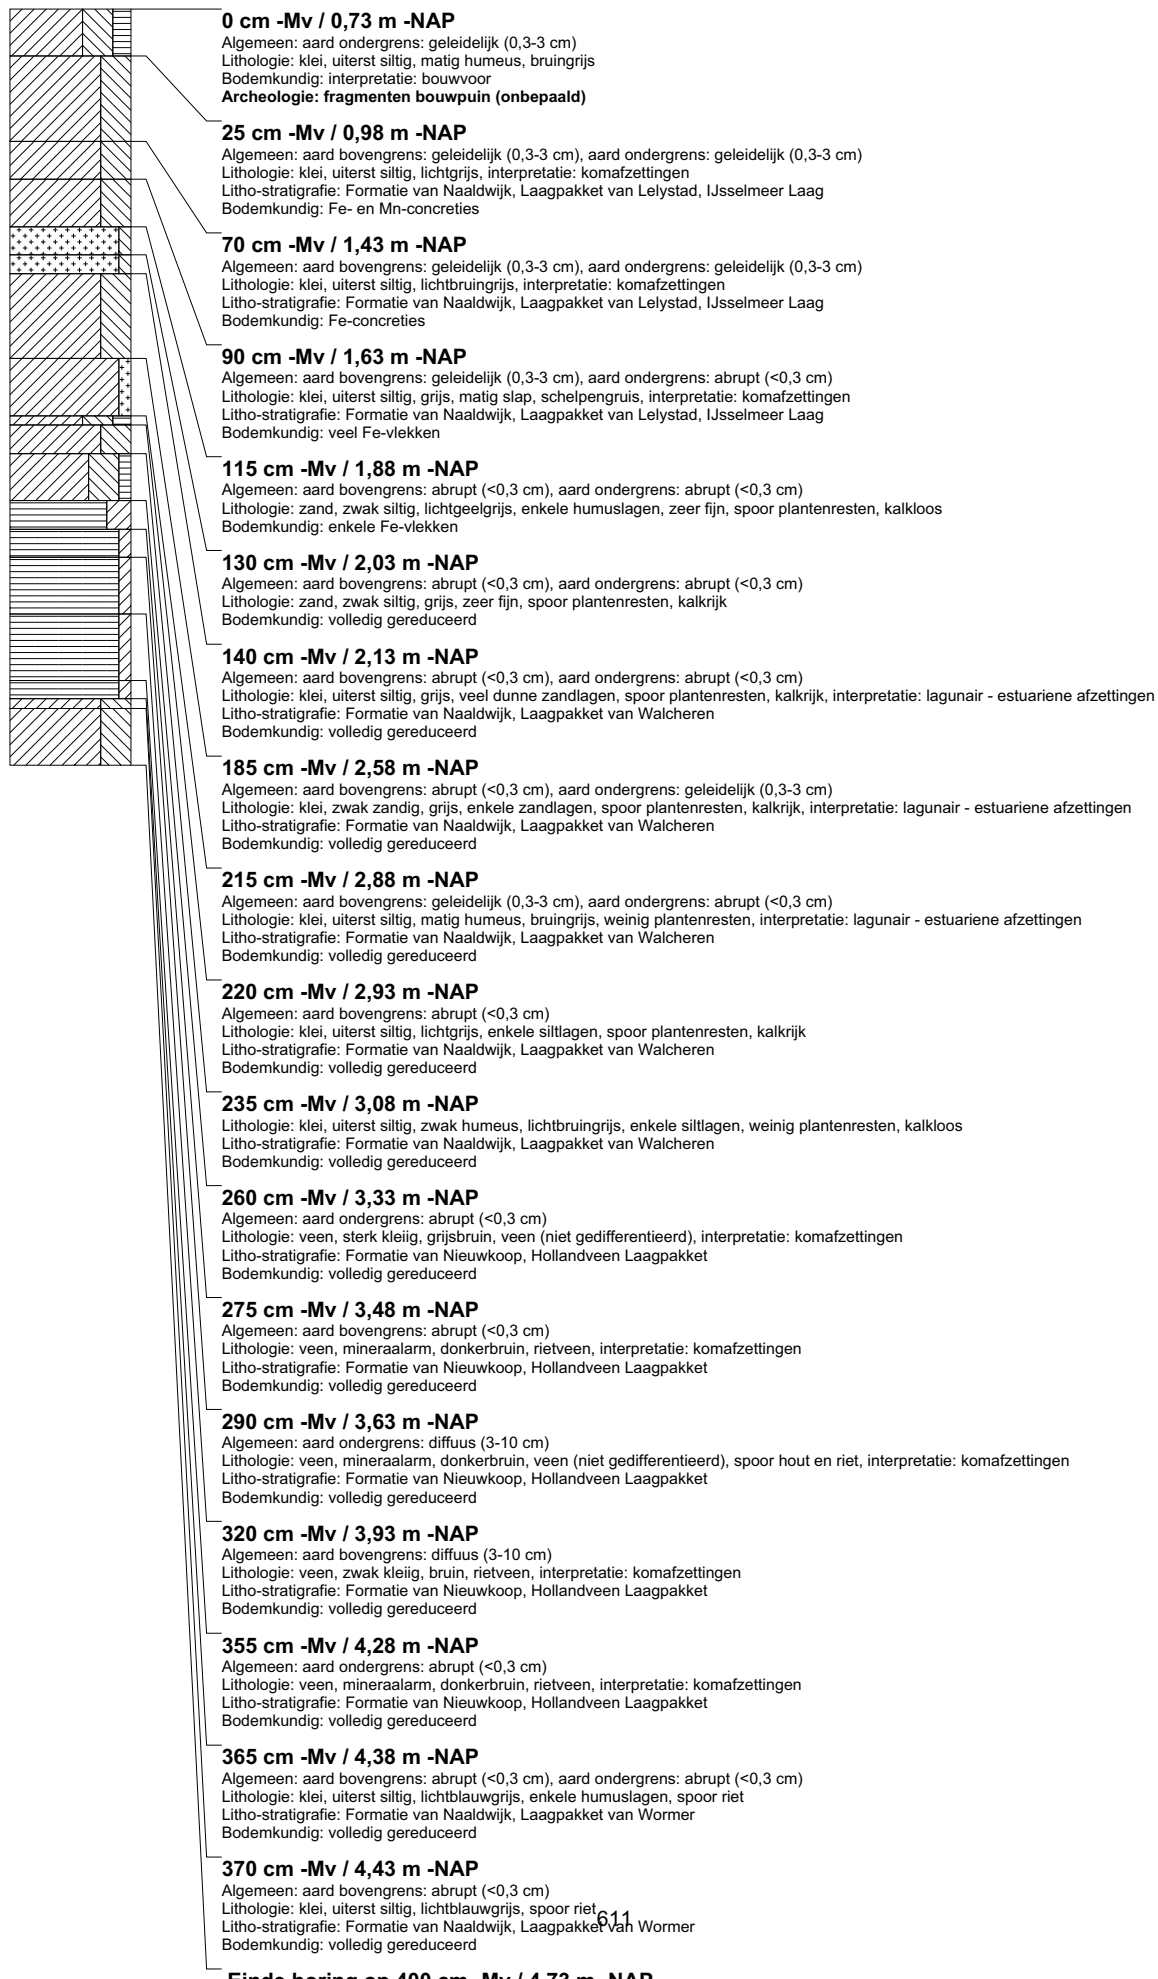 0 cm -Mv / 0,73 m -NAP
Algemeen: aard ondergrens: geleidelijk (0,3-3 cm)
Lithologie: klei, uiterst siltig, matig humeus, bruingrijs
Bodemkundig: interpretatie: bouwvoor
Archeologie: fragmenten bouwpuin (onbepaald)
25 cm -Mv / 0,98 m -NAP
Algemeen: aard bovengrens: geleidelijk (0,3-3 cm), aard ondergrens: geleidelijk (0,3-3 cm)
Lithologie: klei, uiterst siltig, lichtgrijs, interpretatie: komafzettingen
Litho-stratigrafie: Formatie van Naaldwijk, Laagpakket van Lelystad, IJsselmeer Laag
Bodemkundig: Fe- en Mn-concreties
70 cm -Mv / 1,43 m -NAP
Algemeen: aard bovengrens: geleidelijk (0,3-3 cm), aard ondergrens: geleidelijk (0,3-3 cm)
Lithologie: klei, uiterst siltig, lichtbruingrijs, interpretatie: komafzettingen
Litho-stratigrafie: Formatie van Naaldwijk, Laagpakket van Lelystad, IJsselmeer Laag
Bodemkundig: Fe-concreties
90 cm -Mv / 1,63 m -NAP
Algemeen: aard bovengrens: geleidelijk (0,3-3 cm), aard ondergrens: abrupt (<0,3 cm)
Lithologie: klei, uiterst siltig, grijs, matig slap, schelpengruis, interpretatie: komafzettingen
Litho-stratigrafie: Formatie van Naaldwijk, Laagpakket van Lelystad, IJsselmeer Laag
Bodemkundig: veel Fe-vlekken
115 cm -Mv / 1,88 m -NAP
Algemeen: aard bovengrens: abrupt (<0,3 cm), aard ondergrens: abrupt (<0,3 cm)
Lithologie: zand, zwak siltig, lichtgeelgrijs, enkele humuslagen, zeer fijn, spoor plantenresten, kalkloos
Bodemkundig: enkele Fe-vlekken
130 cm -Mv / 2,03 m -NAP
Algemeen: aard bovengrens: abrupt (<0,3 cm), aard ondergrens: abrupt (<0,3 cm)
Lithologie: zand, zwak siltig, grijs, zeer fijn, spoor plantenresten, kalkrijk
Bodemkundig: volledig gereduceerd
140 cm -Mv / 2,13 m -NAP
Algemeen: aard bovengrens: abrupt (<0,3 cm), aard ondergrens: abrupt (<0,3 cm)
Lithologie: klei, uiterst siltig, grijs, veel dunne zandlagen, spoor plantenresten, kalkrijk, interpretatie: lagunair - estuariene afzettingen
Litho-stratigrafie: Formatie van Naaldwijk, Laagpakket van Walcheren
Bodemkundig: volledig gereduceerd
185 cm -Mv / 2,58 m -NAP
Algemeen: aard bovengrens: abrupt (<0,3 cm), aard ondergrens: geleidelijk (0,3-3 cm)
Lithologie: klei, zwak zandig, grijs, enkele zandlagen, spoor plantenresten, kalkrijk, interpretatie: lagunair - estuariene afzettingen
Litho-stratigrafie: Formatie van Naaldwijk, Laagpakket van Walcheren
Bodemkundig: volledig gereduceerd
215 cm -Mv / 2,88 m -NAP
Algemeen: aard bovengrens: geleidelijk (0,3-3 cm), aard ondergrens: abrupt (<0,3 cm)
Lithologie: klei, uiterst siltig, matig humeus, bruingrijs, weinig plantenresten, interpretatie: lagunair - estuariene afzettingen
Litho-stratigrafie: Formatie van Naaldwijk, Laagpakket van Walcheren
Bodemkundig: volledig gereduceerd
220 cm -Mv / 2,93 m -NAP
Algemeen: aard bovengrens: abrupt (<0,3 cm)
Lithologie: klei, uiterst siltig, lichtgrijs, enkele siltlagen, spoor plantenresten, kalkrijk
Litho-stratigrafie: Formatie van Naaldwijk, Laagpakket van Walcheren
Bodemkundig: volledig gereduceerd
235 cm -Mv / 3,08 m -NAP
Lithologie: klei, uiterst siltig, zwak humeus, lichtbruingrijs, enkele siltlagen, weinig plantenresten, kalkloos
Litho-stratigrafie: Formatie van Naaldwijk, Laagpakket van Walcheren
Bodemkundig: volledig gereduceerd
260 cm -Mv / 3,33 m -NAP
Algemeen: aard ondergrens: abrupt (<0,3 cm)
Lithologie: veen, sterk kleiig, grijsbruin, veen (niet gedifferentieerd), interpretatie: komafzettingen
Litho-stratigrafie: Formatie van Nieuwkoop, Hollandveen Laagpakket
Bodemkundig: volledig gereduceerd
275 cm -Mv / 3,48 m -NAP
Algemeen: aard bovengrens: abrupt (<0,3 cm)
Lithologie: veen, mineraalarm, donkerbruin, rietveen, interpretatie: komafzettingen
Litho-stratigrafie: Formatie van Nieuwkoop, Hollandveen Laagpakket
Bodemkundig: volledig gereduceerd
290 cm -Mv / 3,63 m -NAP
Algemeen: aard ondergrens: diffuus (3-10 cm)
Lithologie: veen, mineraalarm, donkerbruin, veen (niet gedifferentieerd), spoor hout en riet, interpretatie: komafzettingen
Litho-stratigrafie: Formatie van Nieuwkoop, Hollandveen Laagpakket
Bodemkundig: volledig gereduceerd
320 cm -Mv / 3,93 m -NAP
Algemeen: aard bovengrens: diffuus (3-10 cm)
Lithologie: veen, zwak kleiig, bruin, rietveen, interpretatie: komafzettingen
Litho-stratigrafie: Formatie van Nieuwkoop, Hollandveen Laagpakket
Bodemkundig: volledig gereduceerd
355 cm -Mv / 4,28 m -NAP
Algemeen: aard ondergrens: abrupt (<0,3 cm)
Lithologie: veen, mineraalarm, donkerbruin, rietveen, interpretatie: komafzettingen
Litho-stratigrafie: Formatie van Nieuwkoop, Hollandveen Laagpakket
Bodemkundig: volledig gereduceerd
365 cm -Mv / 4,38 m -NAP
Algemeen: aard bovengrens: abrupt (<0,3 cm), aard ondergrens: abrupt (<0,3 cm)
Lithologie: klei, uiterst siltig, lichtblauwgrijs, enkele humuslagen, spoor riet
Litho-stratigrafie: Formatie van Naaldwijk, Laagpakket van Wormer
Bodemkundig: volledig gereduceerd
370 cm -Mv / 4,43 m -NAP
Algemeen: aard bovengrens: abrupt (<0,3 cm)
Lithologie: klei, uiterst siltig, lichtblauwgrijs, spoor riet
611
Litho-stratigrafie: Formatie van Naaldwijk, Laagpakket van Wormer
Bodemkundig: volledig gereduceerd
Einde boring op 400 cm -Mv / 4,73 m -NAP